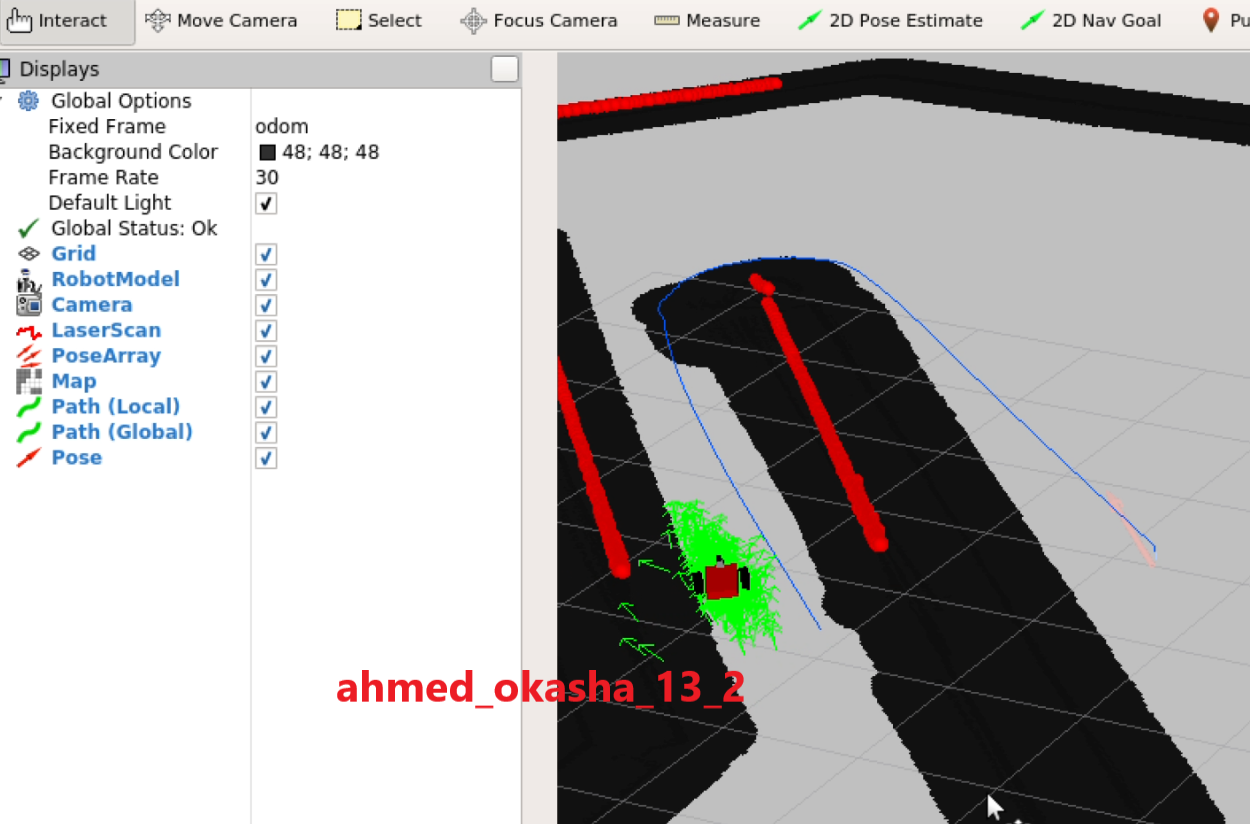 Interact Move Camera Select Focus Camera Measure 2D Pose Estimate 2D Nav Goal
Displays
Global Options
Fixed Frame odom
Background Color 48; 48; 48
Frame Rate 30
Default Light
Global Status: Ok
Grid
RobotModel
Camera
LaserScan
PoseArray
Map
Path (Local)
Path (Global)
Pose
ahmed_okasha_13_2